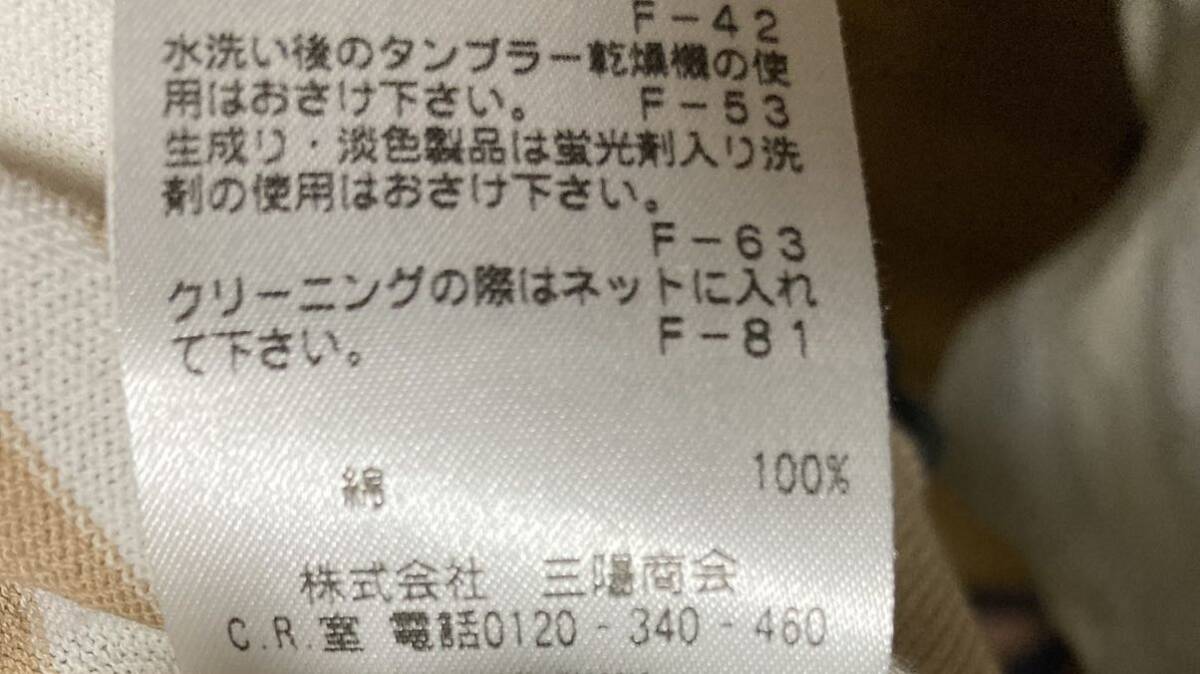 F-42
水洗い後のタンブラー乾燥機の使
用はおさけ下さい。 F-53
生成り・淡色製品は蛍光剤入り洗
剤の使用はおさけ下さい。
F-63
クリーニングの際はネットに入れ
て下さい。 F-81
綿 100%
株式会社 三陽商会
C.R.室 電話0120-340-460